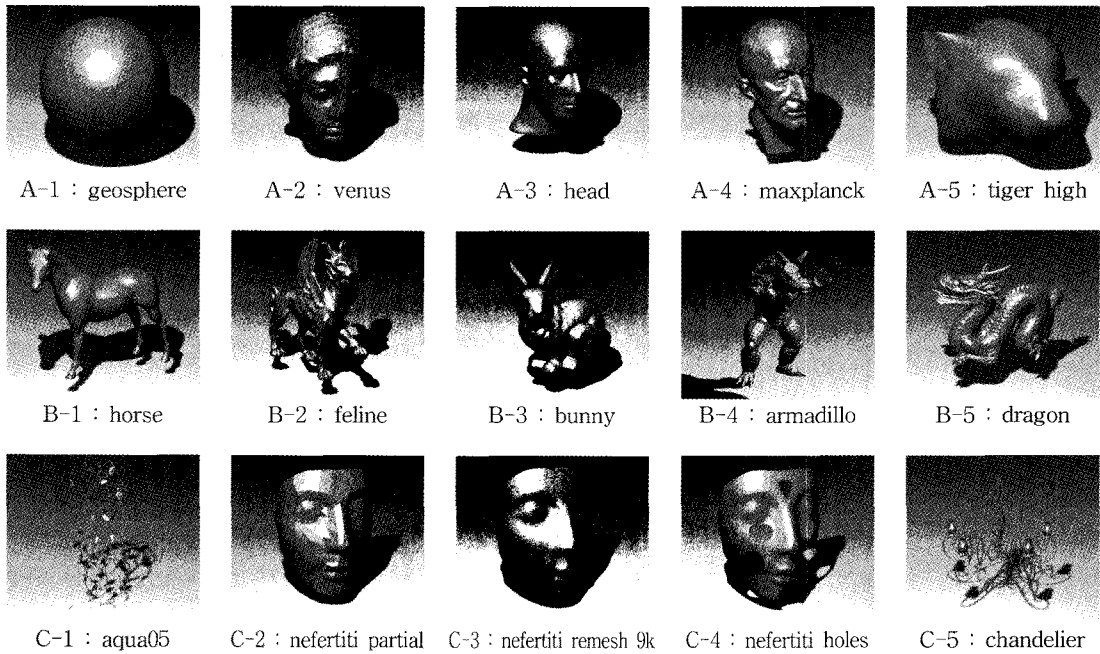 A-1 : geosphere
A-2 : venus
A-3 : head
A-4 : maxplanck
A-5 : tiger high
B-1 : horse
B-2 : feline
B-3 : bunny
B-4 : armadillo
B-5 : dragon
C-1 : aqua05
C-2 : nefertiti partial
C-3 : nefertiti remesh 9k
C-4 : nefertiti holes
C-5 : chandelier